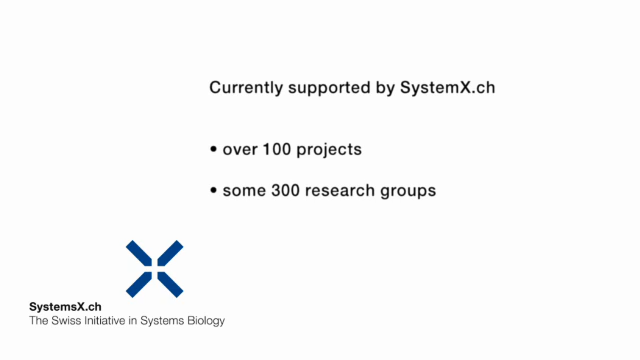 Currently supported by SystemX.ch
• over 100 projects
• some 300 research groups
SystemsX.ch
The Swiss Initiative in Systems Biology